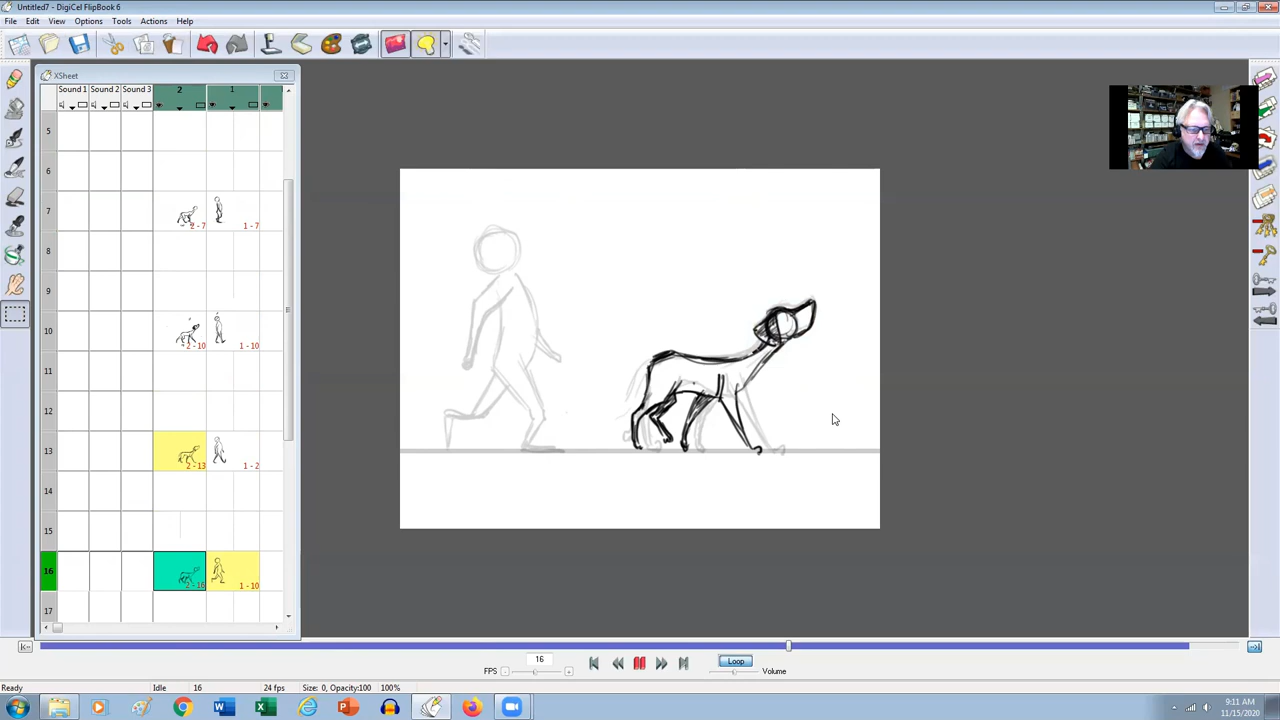 Untitled7 - DigiCel FlipBook 6
File Edit View Options Tools Actions Help
XSheet
Sound 1 Sound 2 Sound 3 2 1
5
6
7 2 - 7 1 - 7
8
9
10 2 - 10 1 - 10
11
12
13 2 - 13 1 - 2
14
15
16 2 - 16 1 - 10
17
16 Loop
FPS - + Volume
Ready Idle 16 24 fps Size: 0, Opacity:100 100%
9:11 AM
11/15/2020